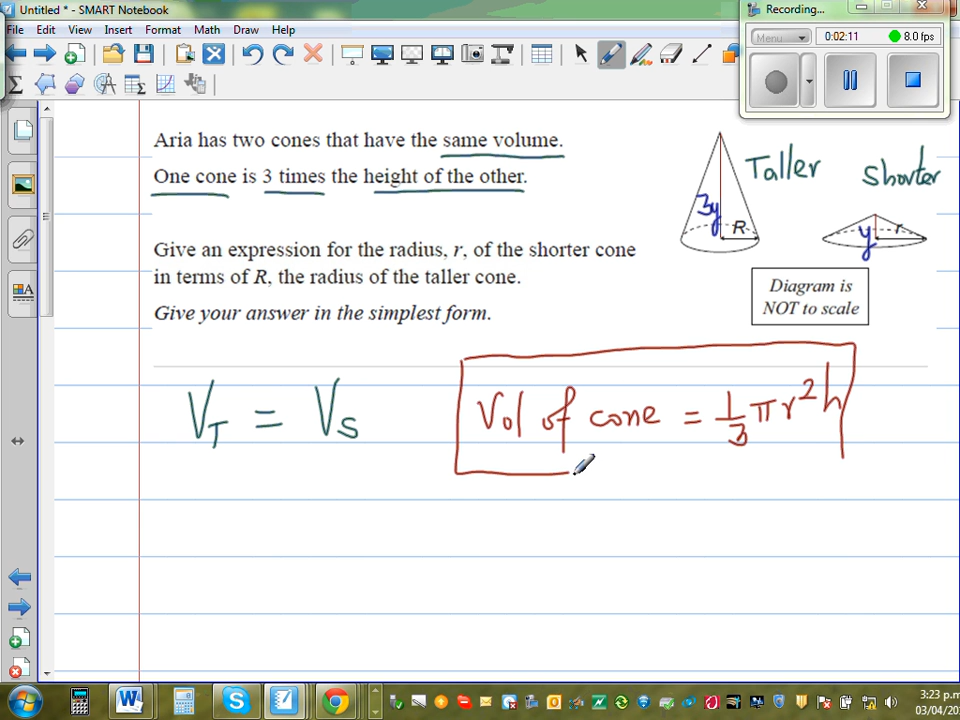 Untitled * - SMART Notebook
Recording...
File Edit View Insert Format Math Draw Help
Menu 0:02:11 8.0 fps
Aria has two cones that have the same volume.
One cone is 3 times the height of the other.
Taller
Shorter
3y R
y r
Give an expression for the radius, r, of the shorter cone
in terms of R, the radius of the taller cone.
Give your answer in the simplest form.
Diagram is
NOT to scale
V_T = V_S
Vol of cone = 1/3 πr²h
3:23 p.m